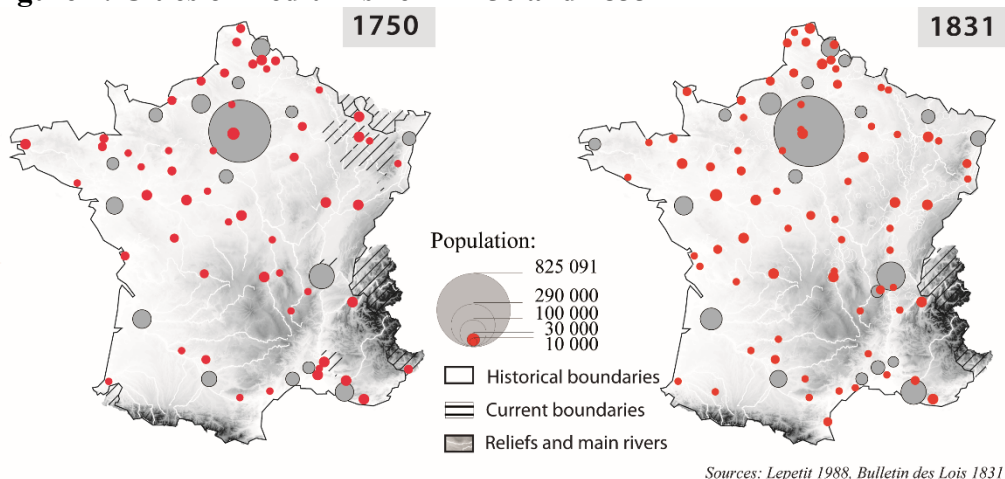 1750
1831
Population:
825 091
290 000
100 000
30 000
10 000
Historical boundaries
Current boundaries
Reliefs and main rivers
Sources: Lepetit 1988, Bulletin des Lois 1831